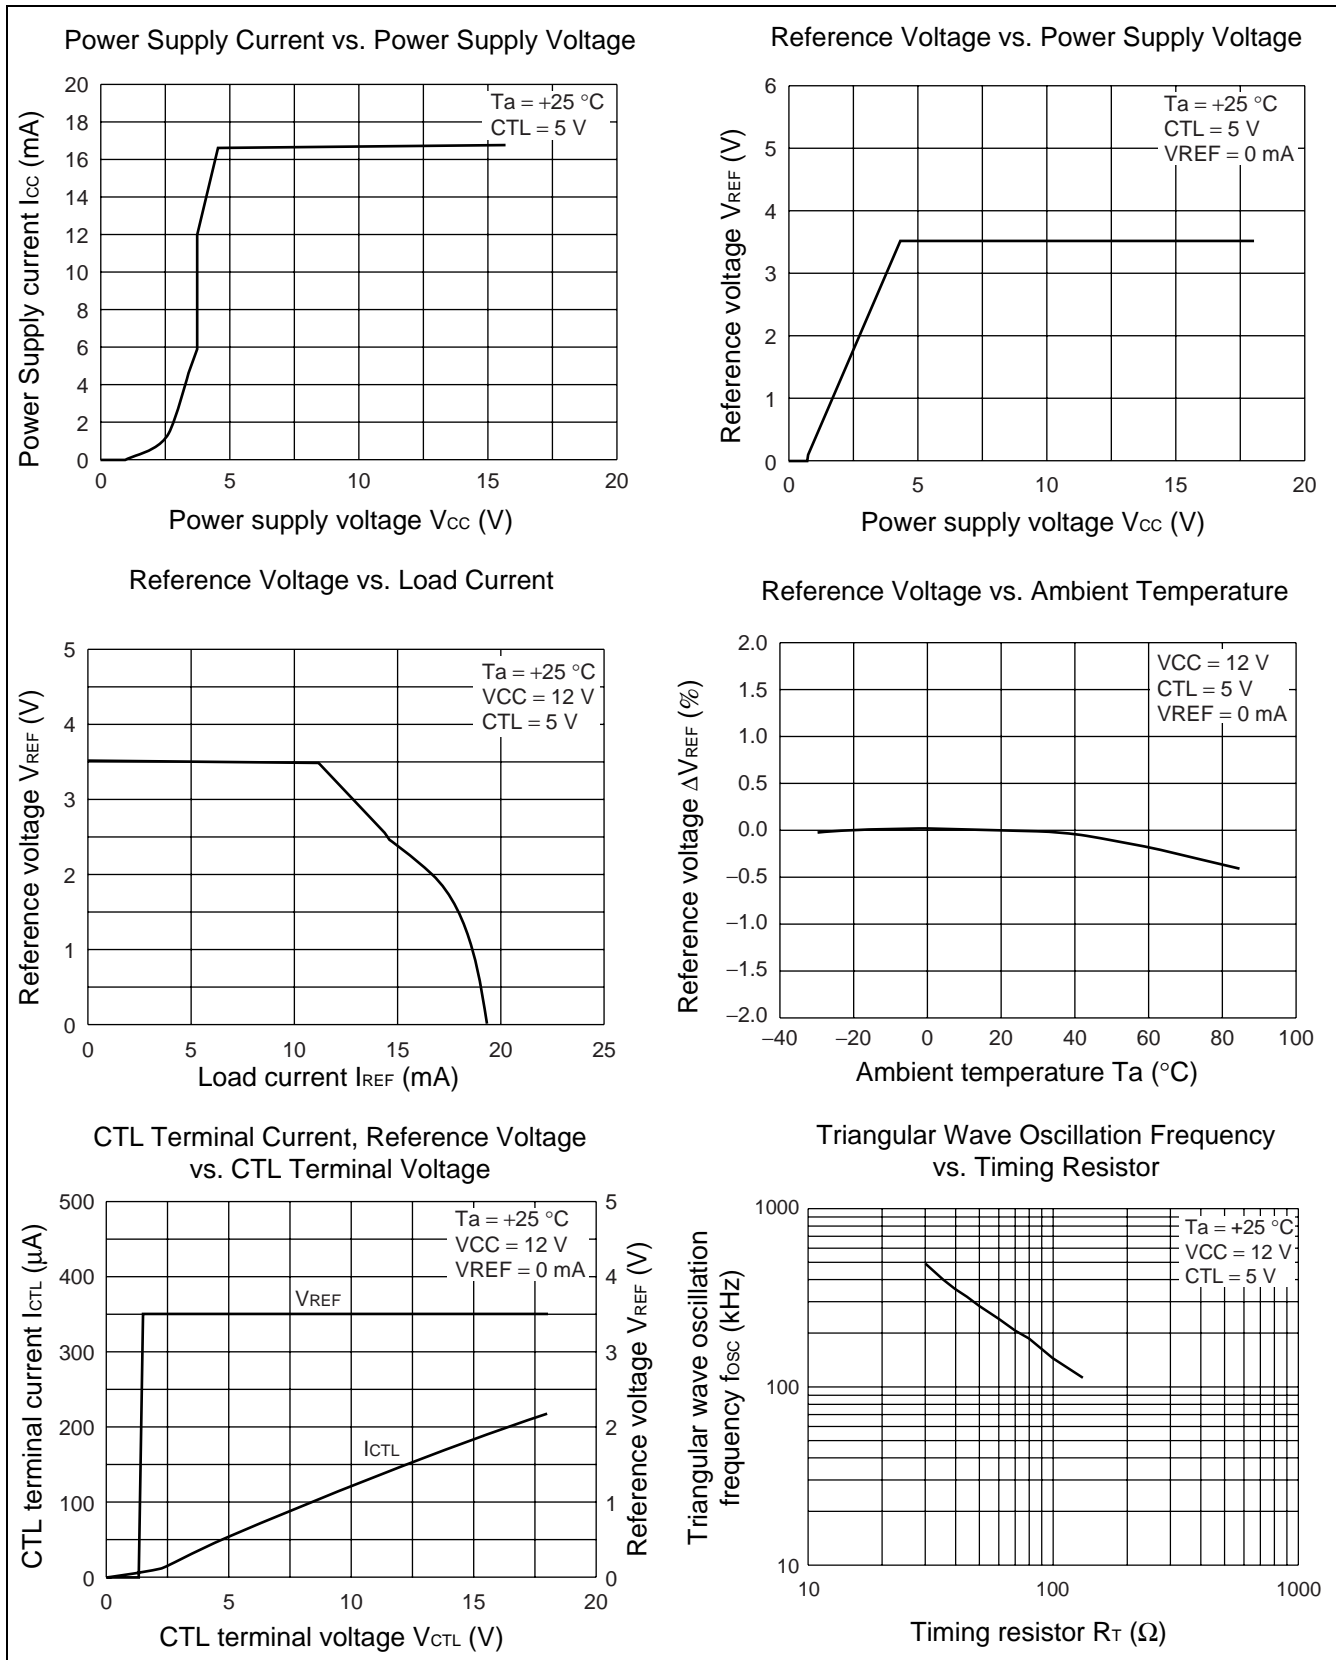 Power Supply Current vs. Power Supply Voltage
Power Supply current ICC (mA)
20
18
16
14
12
10
8
6
4
2
0
Ta = +25 °C
CTL = 5 V
0 5 10 15 20
Power supply voltage VCC (V)
Reference Voltage vs. Power Supply Voltage
Reference voltage VREF (V)
6
5
4
3
2
1
0
Ta = +25 °C
CTL = 5 V
VREF = 0 mA
0 5 10 15 20
Power supply voltage VCC (V)
Reference Voltage vs. Load Current
Reference voltage VREF (V)
5
4
3
2
1
0
Ta = +25 °C
VCC = 12 V
CTL = 5 V
0 5 10 15 20 25
Load current IREF (mA)
Reference Voltage vs. Ambient Temperature
Reference voltage ΔVREF (%)
2.0
1.5
1.0
0.5
0.0
−0.5
−1.0
−1.5
−2.0
VCC = 12 V
CTL = 5 V
VREF = 0 mA
−40 −20 0 20 40 60 80 100
Ambient temperature Ta (°C)
CTL Terminal Current, Reference Voltage
vs. CTL Terminal Voltage
CTL terminal current ICTL (μA)
500
400
300
200
100
0
Ta = +25 °C
VCC = 12 V
VREF = 0 mA
VREF
ICTL
5
4
3
2
1
0
Reference voltage VREF (V)
0 5 10 15 20
CTL terminal voltage VCTL (V)
Triangular Wave Oscillation Frequency
vs. Timing Resistor
Triangular wave oscillation
frequency fOSC (kHz)
1000
100
10
Ta = +25 °C
VCC = 12 V
CTL = 5 V
10 100 1000
Timing resistor RT (Ω)